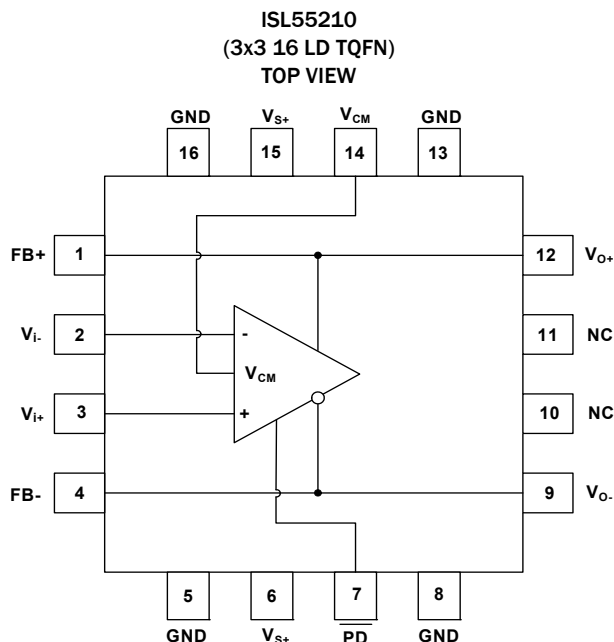 ISL55210
(3x3 16 LD TQFN)
TOP VIEW
GND VS+ VCM GND
16 15 14 13
FB+ 1 12 VO+
Vi- 2 11 NC
-
VCM
Vi+ 3 + 10 NC
FB- 4 9 VO-
5 6 7 8
GND VS+ PD GND